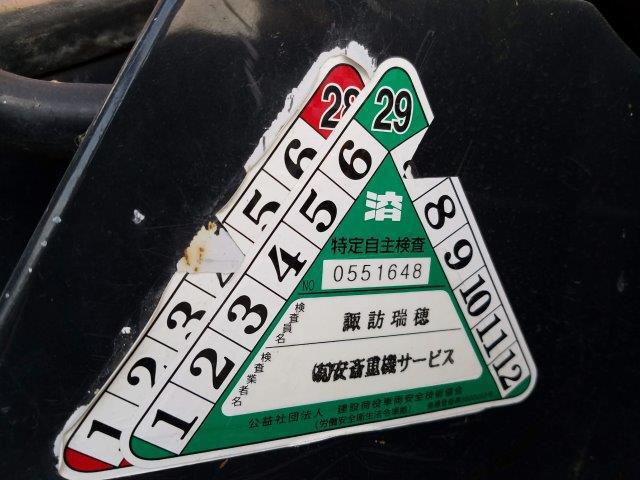 28
6
5
3
2
1
29
6
5
4
3
2
1
8
9
10
11
12
済
特定自主検査
NO 0551648
検査員名 諏訪瑞穂
検査業者名 ㈲安斎重機サービス
公益社団法人 建設荷役車両安全技術協会
(労働安全衛生法令準拠)